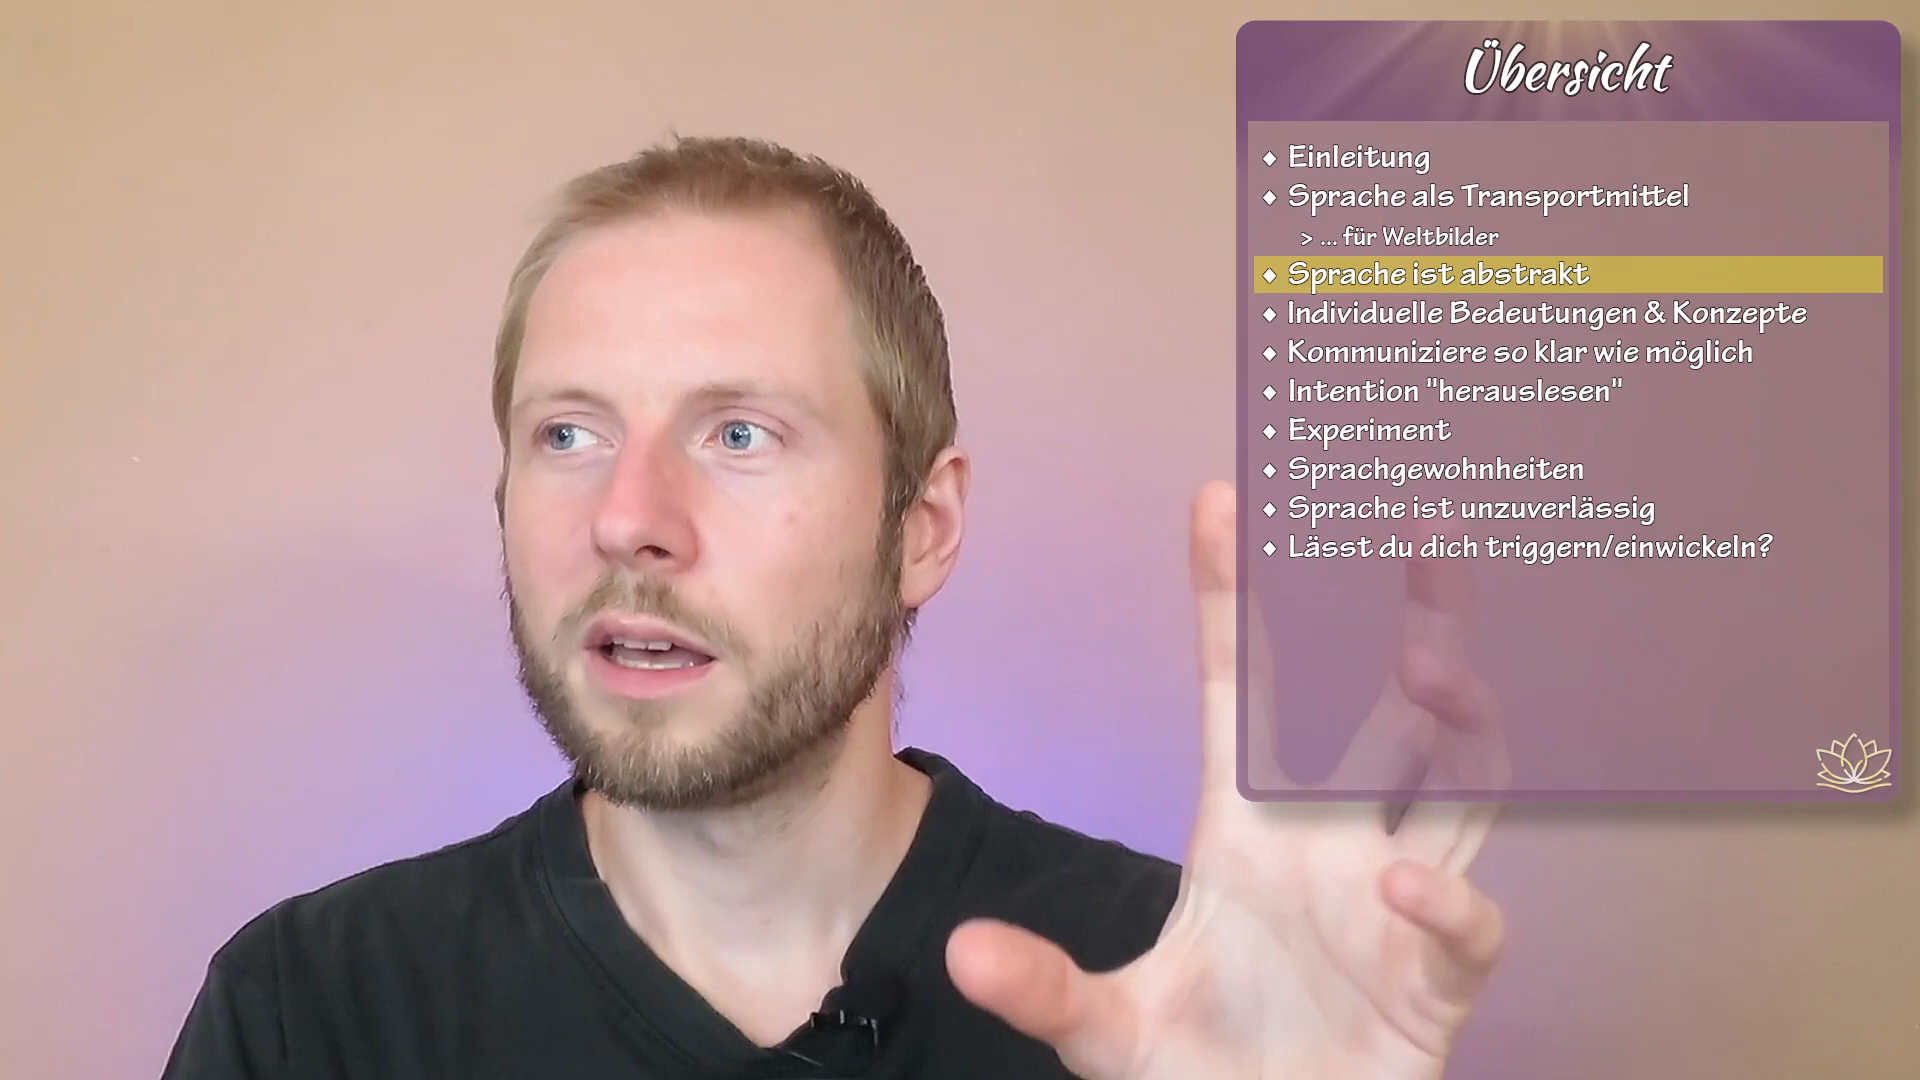 Übersicht
Einleitung
Sprache als Transportmittel
> ... für Weltbilder
Sprache ist abstrakt
Individuelle Bedeutungen & Konzepte
Kommuniziere so klar wie möglich
Intention "herauslesen"
Experiment
Sprachgewohnheiten
Sprache ist unzuverlässig
Lässt du dich triggern/einwickeln?